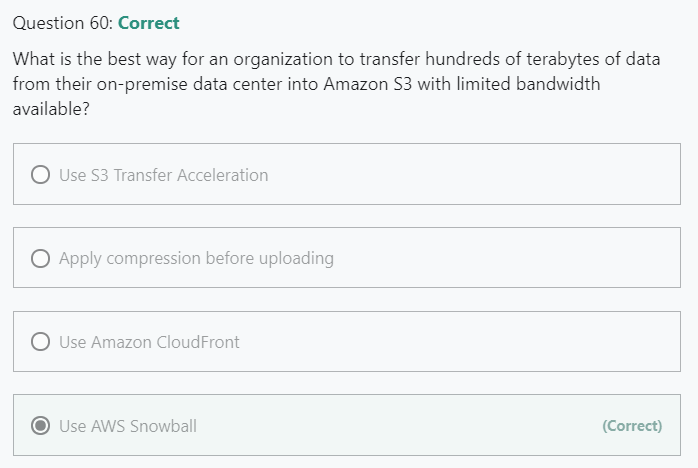 Question 60: Correct
What is the best way for an organization to transfer hundreds of terabytes of data
from their on-premise data center into Amazon S3 with limited bandwidth
available?
Use S3 Transfer Acceleration
Apply compression before uploading
Use Amazon CloudFront
Use AWS Snowball (Correct)